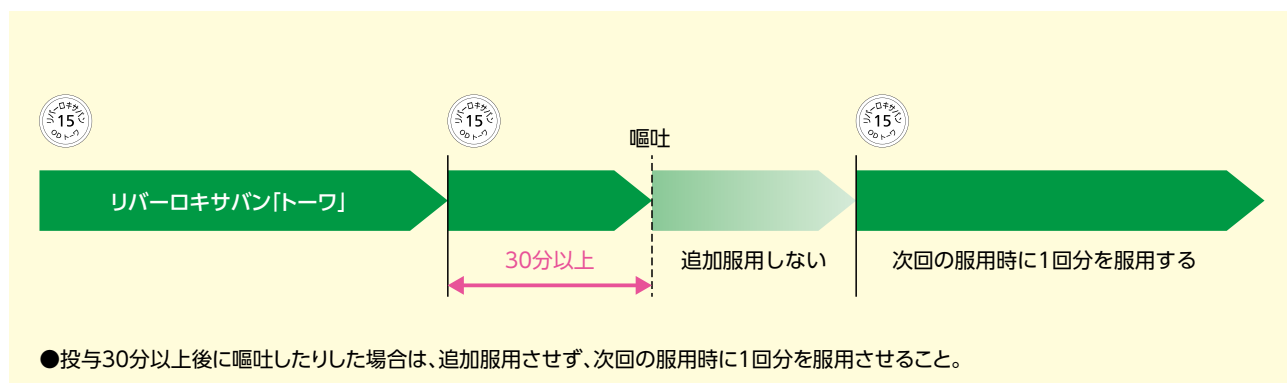 リバーロキサバン
15
ODトーワ
リバーロキサバン
15
ODトーワ
リバーロキサバン
15
ODトーワ
嘔吐
リバーロキサバン「トーワ」
30分以上
追加服用しない
次回の服用時に1回分を服用する
●投与30分以上後に嘔吐したりした場合は、追加服用させず、次回の服用時に1回分を服用させること。